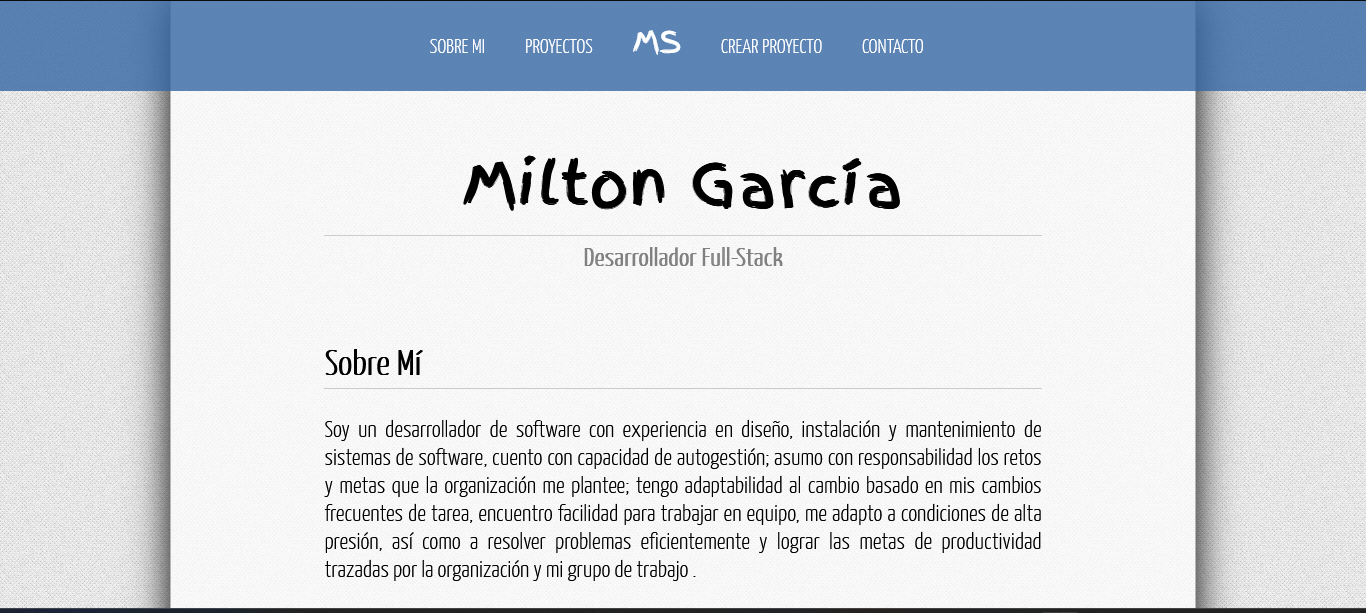 SOBRE MI PROYECTOS MS CREAR PROYECTO CONTACTO
Milton García
Desarrollador Full-Stack
Sobre Mí
Soy un desarrollador de software con experiencia en diseño, instalación y mantenimiento de
sistemas de software, cuento con capacidad de autogestión; asumo con responsabilidad los retos
y metas que la organización me plantee; tengo adaptabilidad al cambio basado en mis cambios
frecuentes de tarea, encuentro facilidad para trabajar en equipo, me adapto a condiciones de alta
presión, así como a resolver problemas eficientemente y lograr las metas de productividad
trazadas por la organización y mi grupo de trabajo .